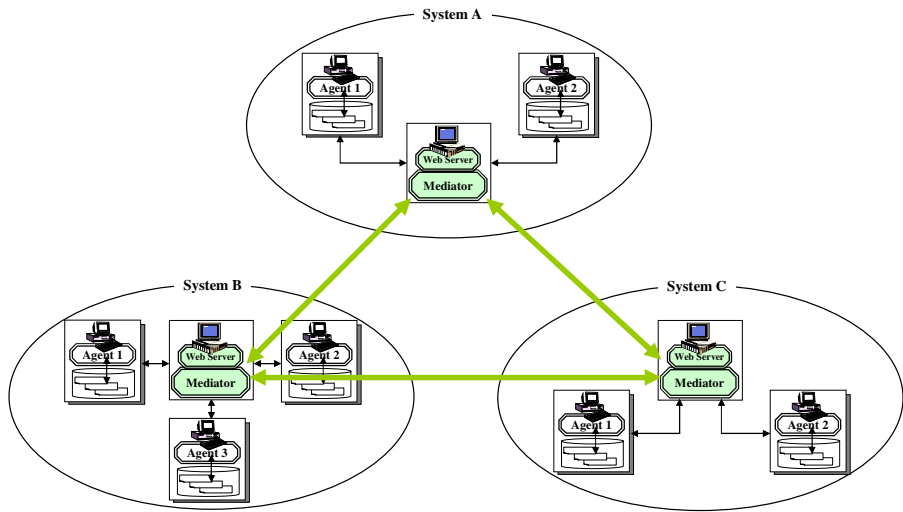 System A
Agent 1
Agent 2
Web Server
Mediator
System B
System C
Agent 1
Web Server
Mediator
Agent 2
Agent 3
Web Server
Mediator
Agent 1
Agent 2